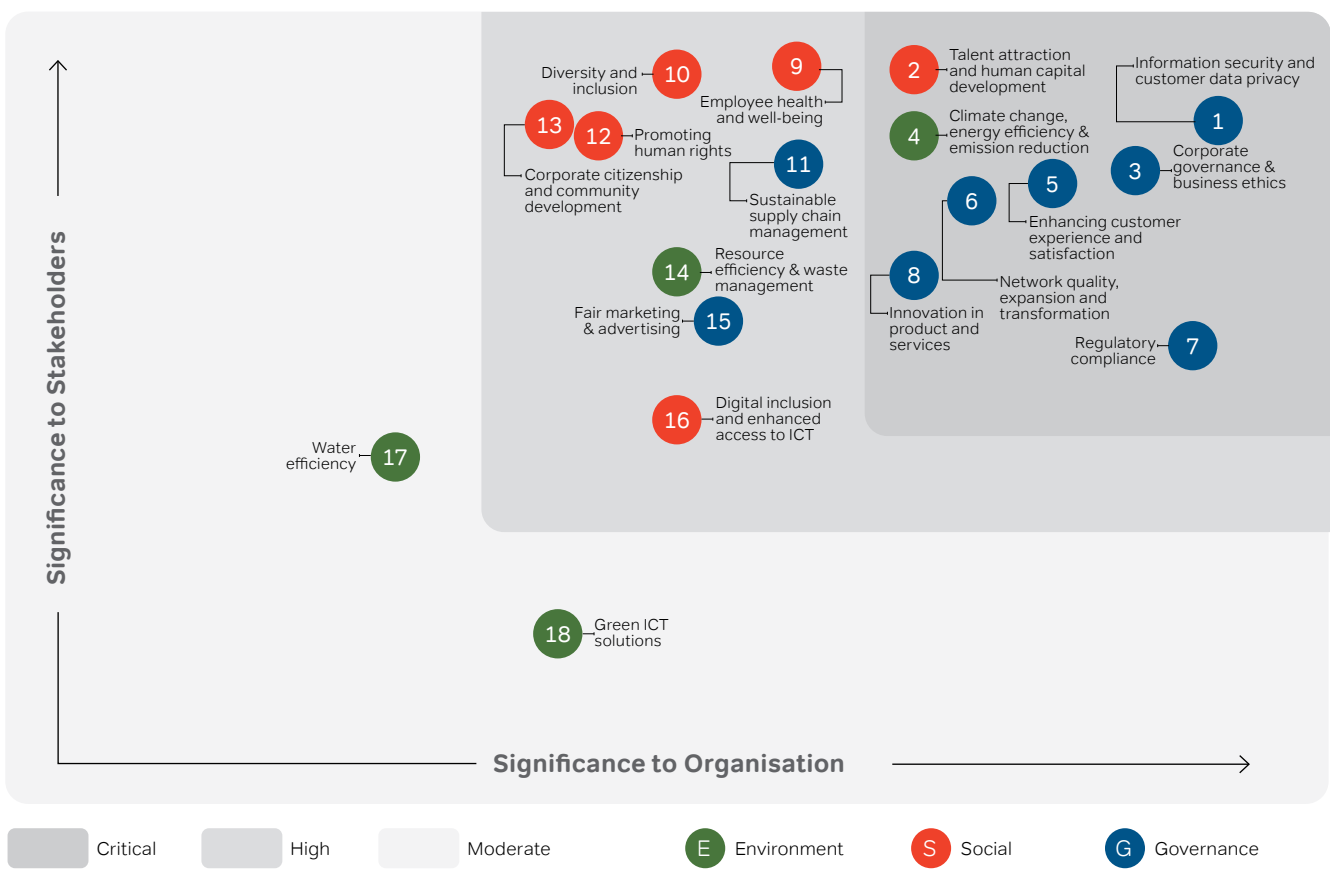 10
Diversity and
inclusion
9
Employee health
and well-being
2
Talent attraction
and human capital
development
Information security and
customer data privacy
1
13
12
Promoting
human rights
Corporate citizenship
and community
development
4
Climate change,
energy efficiency &
emission reduction
11
Sustainable
supply chain
management
3
Corporate
governance &
business ethics
5
Enhancing customer
experience and
satisfaction
6
Network quality,
expansion and
transformation
14
Resource
efficiency & waste
management
8
Innovation in
product and
services
Fair marketing
& advertising
15
Regulatory
compliance
7
16
Digital inclusion
and enhanced
access to ICT
Water
efficiency
17
18
Green ICT
solutions
Significance to Stakeholders
Significance to Organisation
Critical
High
Moderate
E
Environment
S
Social
G
Governance